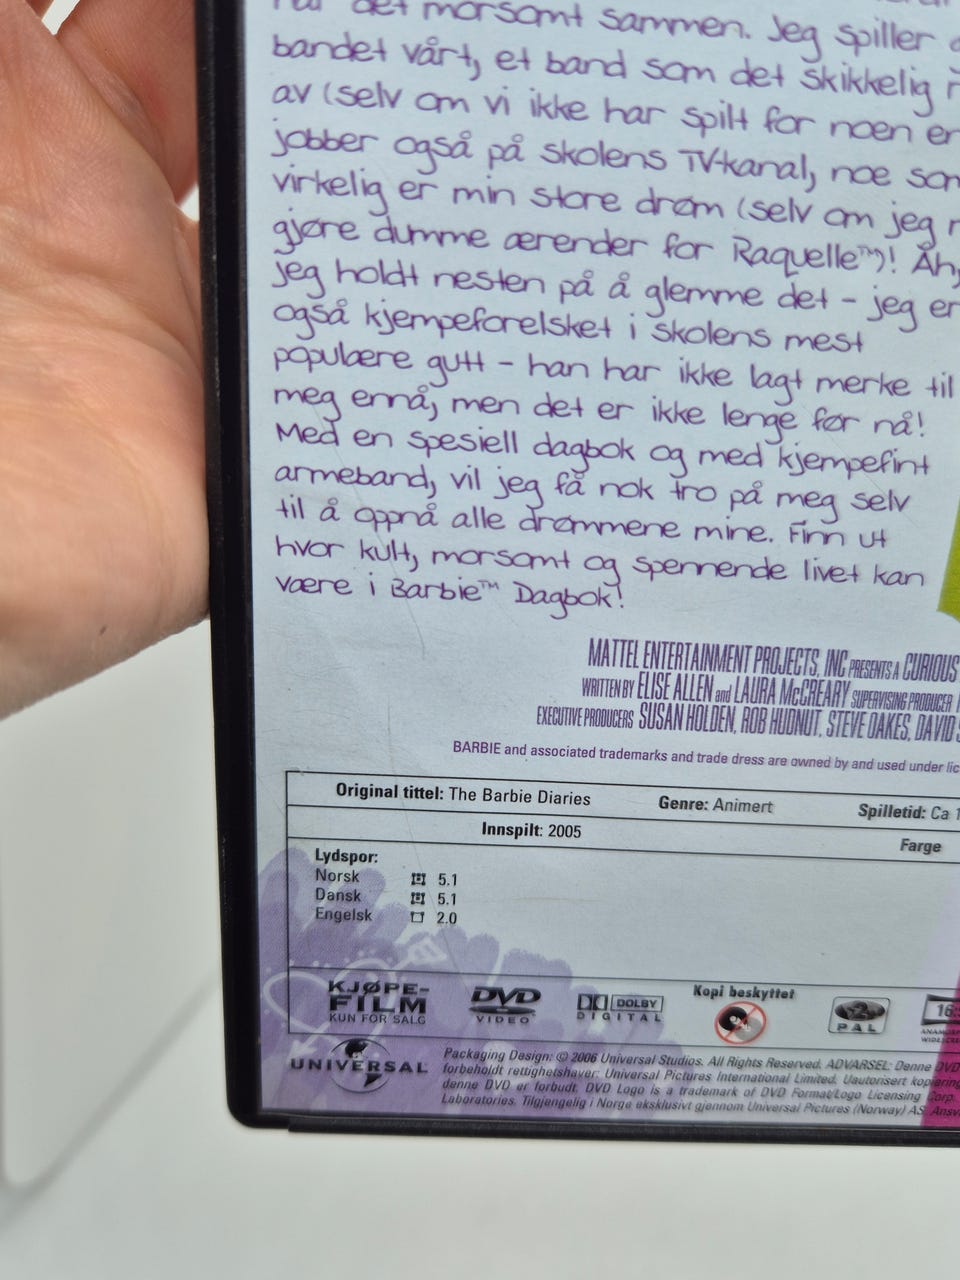 det morsomt sammen. Jeg spiller
bandet vårt, et band som det skikkelig
av (selv om vi ikke har spilt for noen
jobber også på skolens TV-kanal, noe
virkelig er min store drøm (selv om jeg
gjøre dumme ærender for Raquelle™)! Åh,
jeg holdt nesten på å glemme det - jeg er
også kjempeforelsket i skolens mest
populære gutt - han har ikke lagt merke til
meg ennå, men det er ikke lenge før nå!
Med en spesiell dagbok og med kjempefint
armebånd, vil jeg få nok tro på meg selv
til å oppnå alle drømmene mine. Finn ut
hvor kult, morsomt og spennende livet kan
være i Barbie™ Dagbok!
MATTEL ENTERTAINMENT PROJECTS, INC PRESENTS A CURIOUS
WRITTEN BY ELISE ALLEN and LAURA McCREARY SUPERVISING PRODUCER
EXECUTIVE PRODUCERS SUSAN HOLDEN, ROB HUDNUT, STEVE OAKES, DAVID
BARBIE and associated trademarks and trade dress are owned by and used under
Original tittel: The Barbie Diaries Genre: Animert Spilletid: Ca
Innspilt: 2005 Farge
Lydspor:
Norsk 5.1
Dansk 5.1
Engelsk 2.0
KJØPE-
FILM
KUN FOR SALG
DVD
VIDEO
DOLBY
DIGITAL
Kopi beskyttet
PAL
16:
UNIVERSAL
Packaging Design: © 2006 Universal Studios. All Rights Reserved. ADVARSEL: Denne DVD
forbeholdt rettighetshaver: Universal Pictures International Limited. Uautorisert kopiering
denne DVD er forbudt. DVD Logo is a trademark of DVD Format/Logo Licensing Corp.
Laboratories. Tilgjengelig i Norge eksklusivt gjennom Universal Pictures (Norway) AS.